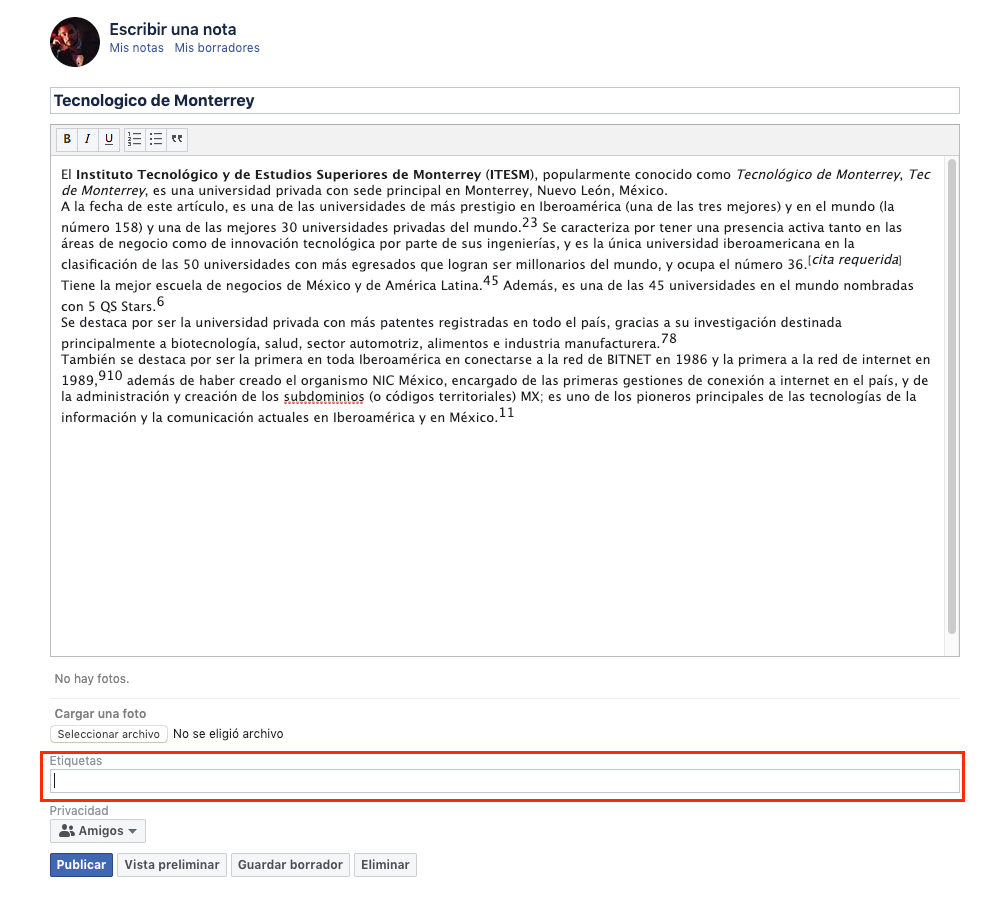 Escribir una nota
Mis notas Mis borradores
Tecnologico de Monterrey
B I U
El Instituto Tecnológico y de Estudios Superiores de Monterrey (ITESM), popularmente conocido como Tecnológico de Monterrey, Tec
de Monterrey, es una universidad privada con sede principal en Monterrey, Nuevo León, México.
A la fecha de este artículo, es una de las universidades de más prestigio en Iberoamérica (una de las tres mejores) y en el mundo (la
número 158) y una de las mejores 30 universidades privadas del mundo.23 Se caracteriza por tener una presencia activa tanto en las
áreas de negocio como de innovación tecnológica por parte de sus ingenierías, y es la única universidad iberoamericana en la
clasificación de las 50 universidades con más egresados que logran ser millonarios del mundo, y ocupa el número 36.[cita requerida]
Tiene la mejor escuela de negocios de México y de América Latina.45 Además, es una de las 45 universidades en el mundo nombradas
con 5 QS Stars.6
Se destaca por ser la universidad privada con más patentes registradas en todo el país, gracias a su investigación destinada
principalmente a biotecnología, salud, sector automotriz, alimentos e industria manufacturera.78
También se destaca por ser la primera en toda Iberoamérica en conectarse a la red de BITNET en 1986 y la primera a la red de internet en
1989,910 además de haber creado el organismo NIC México, encargado de las primeras gestiones de conexión a internet en el país, y de
la administración y creación de los subdominios (o códigos territoriales) MX; es uno de los pioneros principales de las tecnologías de la
información y la comunicación actuales en Iberoamérica y en México.11
No hay fotos.
Cargar una foto
Seleccionar archivo No se eligió archivo
Etiquetas
Privacidad
Amigos
Publicar Vista preliminar Guardar borrador Eliminar